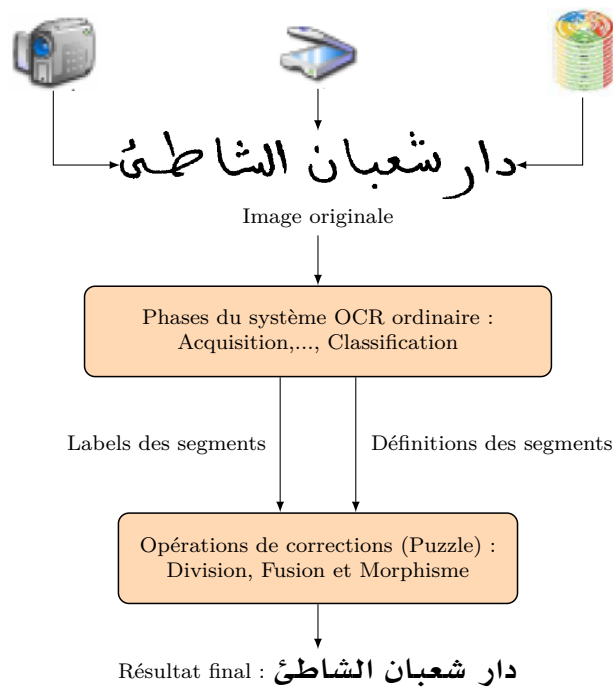 دار شعبان الشاطئ
Image originale
Phases du système OCR ordinaire :
Acquisition,..., Classification
Labels des segments
Définitions des segments
Opérations de corrections (Puzzle) :
Division, Fusion et Morphisme
Résultat final : دار شعبان الشاطئ